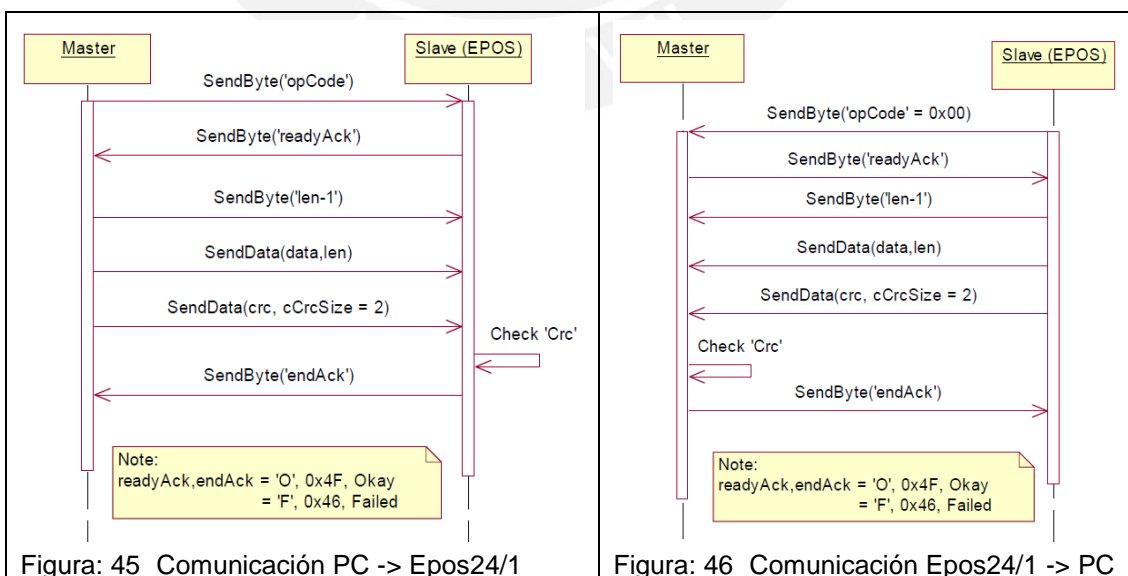 Master
Slave (EPOS)
SendByte('opCode')
SendByte('readyAck')
SendByte('len-1')
SendData(data,len)
SendData(crc, cCrcSize = 2)
Check 'Crc'
SendByte('endAck')
Note:
readyAck,endAck = 'O', 0x4F, Okay
= 'F', 0x46, Failed
Figura: 45 Comunicación PC -> Epos24/1
Master
Slave (EPOS)
SendByte('opCode' = 0x00)
SendByte('readyAck')
SendByte('len-1')
SendData(data,len)
SendData(crc, cCrcSize = 2)
Check 'Crc'
SendByte('endAck')
Note:
readyAck,endAck = 'O', 0x4F, Okay
= 'F', 0x46, Failed
Figura: 46 Comunicación Epos24/1 -> PC